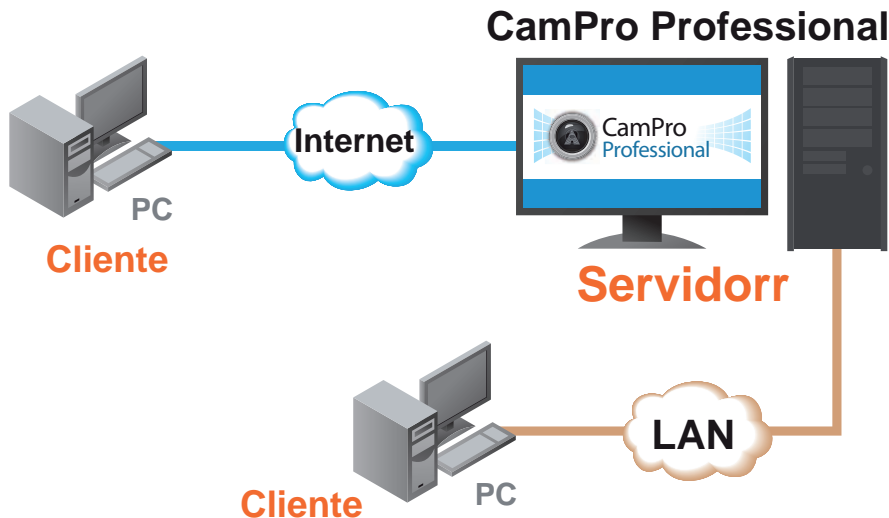 CamPro Professional
Internet
CamPro
Professional
PC
Cliente
Servidorr
LAN
PC
Cliente